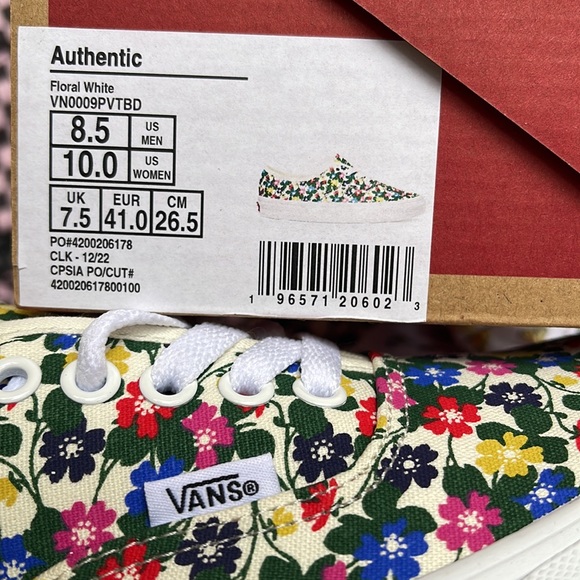 Authentic
Floral White
VN0009PVTBD
8.5 US MEN
10.0 US WOMEN
UK EUR CM
7.5 41.0 26.5
PO#4200206178
CLK - 12/22
CPSIA PO/CUT#
420020617800100
1 96571 20602 3
VANS®